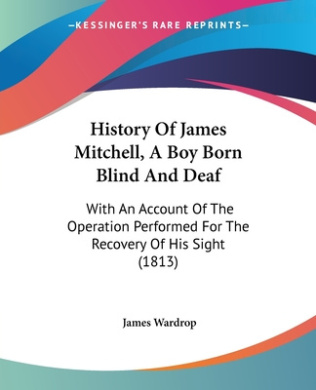 KESSINGER'S RARE REPRINTS
History Of James
Mitchell, A Boy Born
Blind And Deaf
With An Account Of The
Operation Performed For The
Recovery Of His Sight
(1813)
James Wardrop